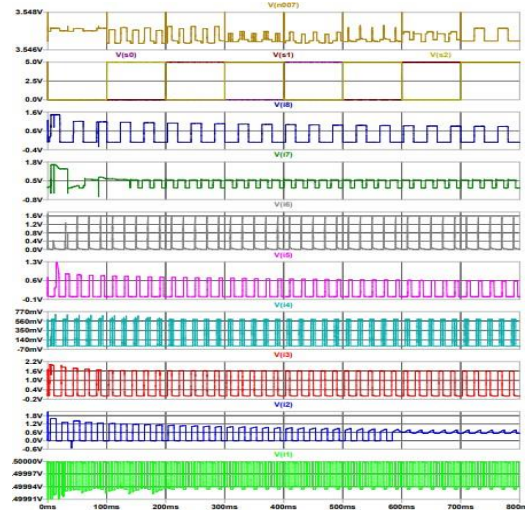 V(n007)
3.548V
3.546V
V(s0) V(s1) V(s2)
5.0V
2.5V
0.0V
V(i8)
1.6V
0.6V
-0.4V
V(i7)
1.8V
0.5V
-0.8V
V(i6)
1.6V
1.2V
0.8V
0.4V
0.0V
V(i5)
1.3V
0.6V
-0.1V
V(i4)
770mV
560mV
350mV
140mV
-70mV
V(i3)
2.2V
1.6V
1.0V
0.4V
-0.2V
V(i2)
1.8V
1.2V
0.6V
0.0V
-0.6V
V(i1)
.50000V
.49997V
.49994V
.49991V
0ms 100ms 200ms 300ms 400ms 500ms 600ms 700ms 800